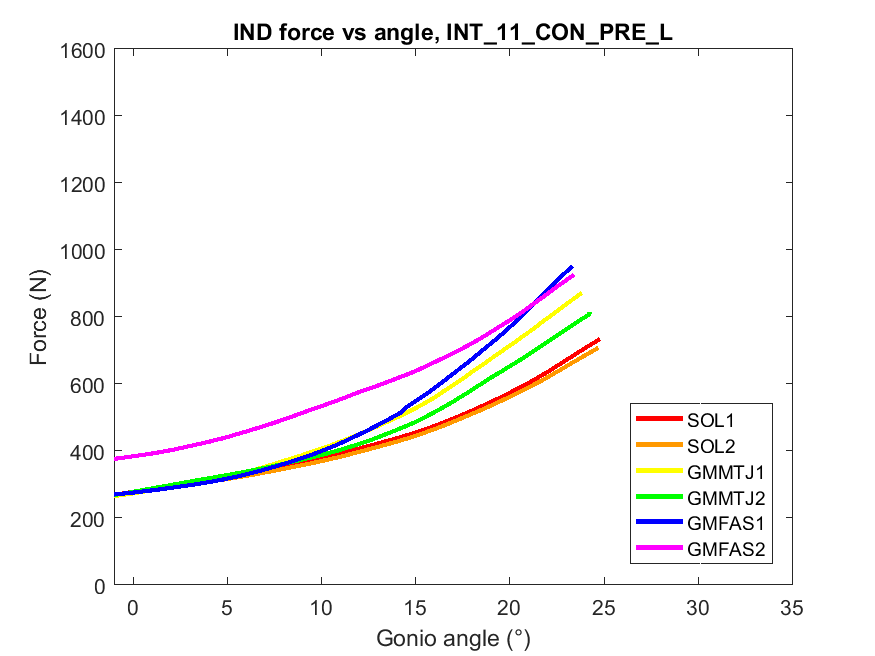 IND force vs angle, INT_11_CON_PRE_L
1600
1400
1200
1000
800
600
400
200
0
Force (N)
0 5 10 15 20 25 30 35
Gonio angle (°)
SOL1
SOL2
GMMTJ1
GMMTJ2
GMFAS1
GMFAS2